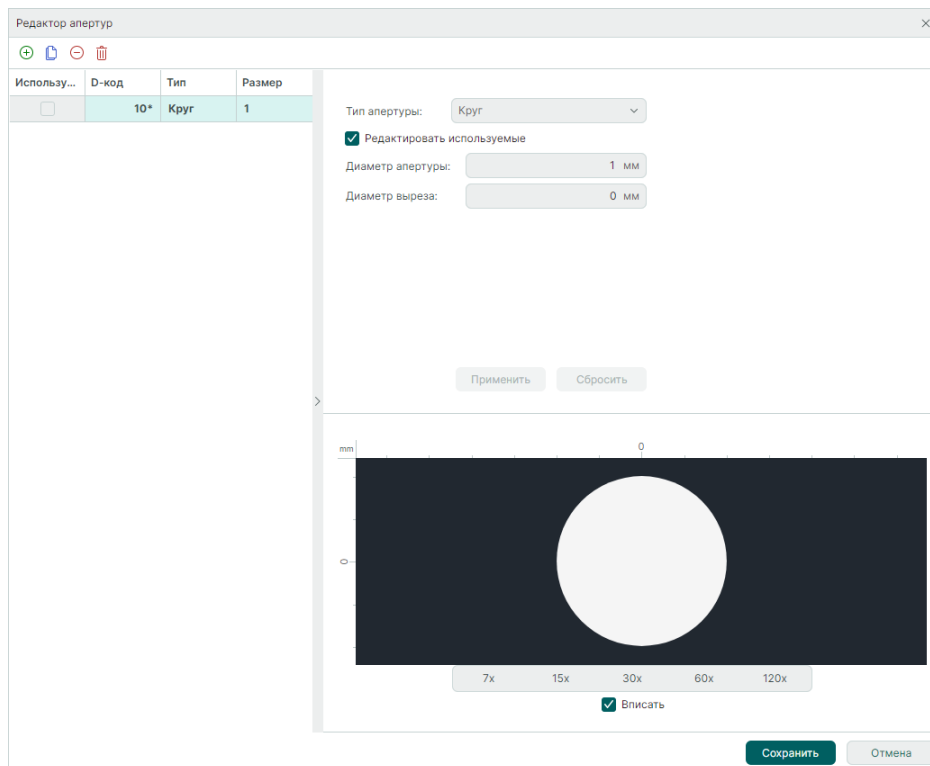 Редактор апертур
Использу... D-код Тип Размер
10* Круг 1
Тип апертуры: Круг
Редактировать используемые
Диаметр апертуры: 1 мм
Диаметр выреза: 0 мм
Применить Сбросить
mm 0
0
7x 15x 30x 60x 120x
Вписать
Сохранить Отмена